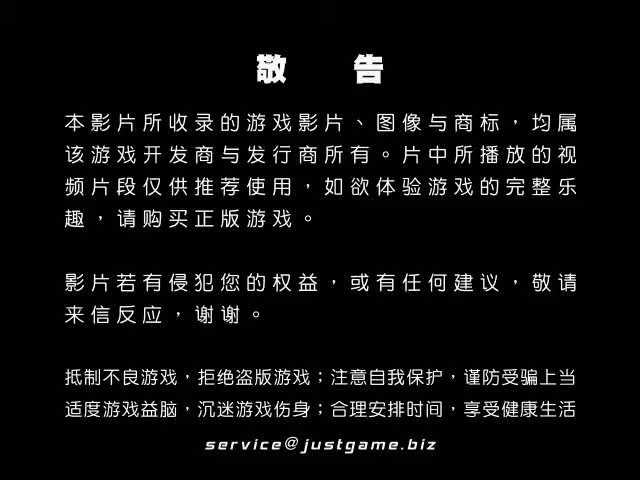 敬 告
本影片所收录的游戏影片、图像与商标，均属
该游戏开发商与发行商所有。片中所播放的视
频片段仅供推荐使用，如欲体验游戏的完整乐
趣，请购买正版游戏。
影片若有侵犯您的权益，或有任何建议，敬请
来信反应，谢谢。
抵制不良游戏，拒绝盗版游戏；注意自我保护，谨防受骗上当
适度游戏益脑，沉迷游戏伤身；合理安排时间，享受健康生活
service@justgame.biz